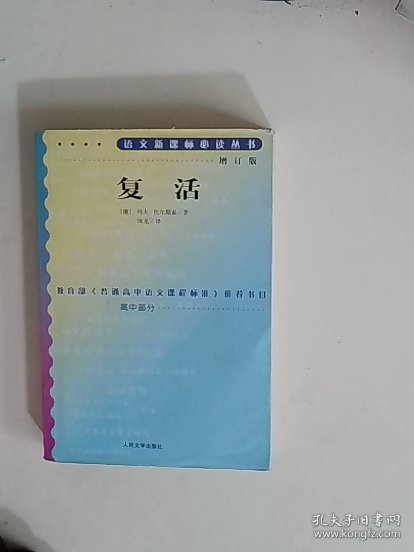 语文新课标必读丛书
增订版
复活
［俄］列夫·托尔斯泰 著
汝龙 译
教育部《普通高中语文课程标准》推荐书目
高中部分
人民文学出版社
孔夫子旧书网